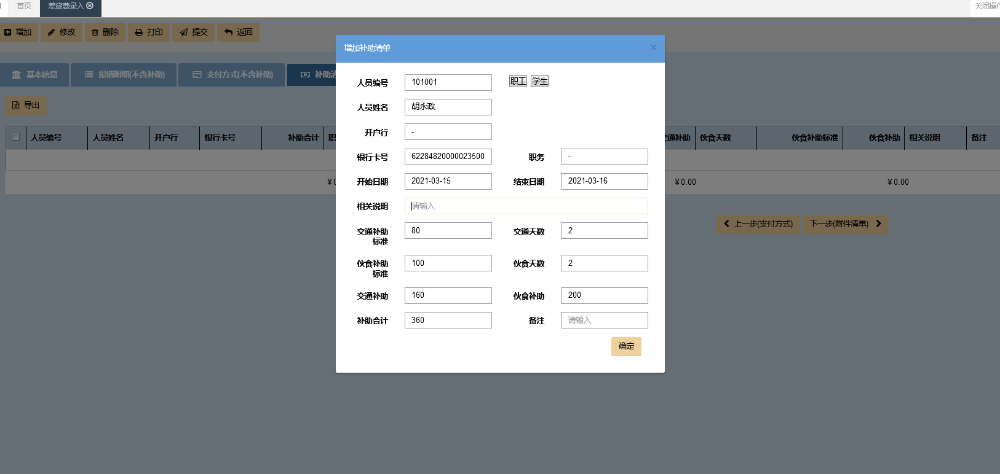 首页 差旅费录入 关闭操作
增加 修改 删除 打印 提交 返回
增加补助清单 ×
基本信息 报销明细(不含补助) 支付方式(不含补助) 补助清
导出
人员编号 人员姓名 开户行 银行卡号 补助合计 职 交通补助 伙食天数 伙食补助标准 伙食补助 相关说明 备注
¥0 ¥0.00 ¥0.00
上一步(支付方式) 下一步(附件清单)
人员编号 101001 职工 学生
人员姓名 胡永政
开户行 -
银行卡号 62284820000023500 职务 -
开始日期 2021-03-15 结束日期 2021-03-16
相关说明 请输入
交通补助标准 80 交通天数 2
伙食补助标准 100 伙食天数 2
交通补助 160 伙食补助 200
补助合计 360 备注 请输入
确定